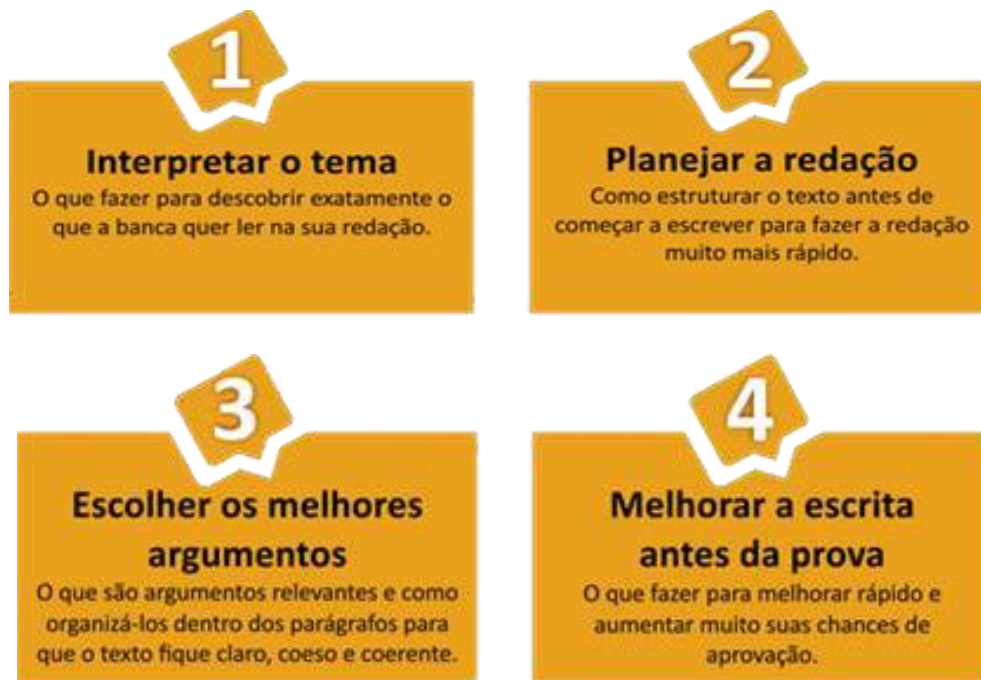 1
Interpretar o tema
O que fazer para descobrir exatamente o
que a banca quer ler na sua redação.
2
Planejar a redação
Como estruturar o texto antes de
começar a escrever para fazer a redação
muito mais rápido.
3
Escolher os melhores
argumentos
O que são argumentos relevantes e como
organizá-los dentro dos parágrafos para
que o texto fique claro, coeso e coerente.
4
Melhorar a escrita
antes da prova
O que fazer para melhorar rápido e
aumentar muito suas chances de
aprovação.